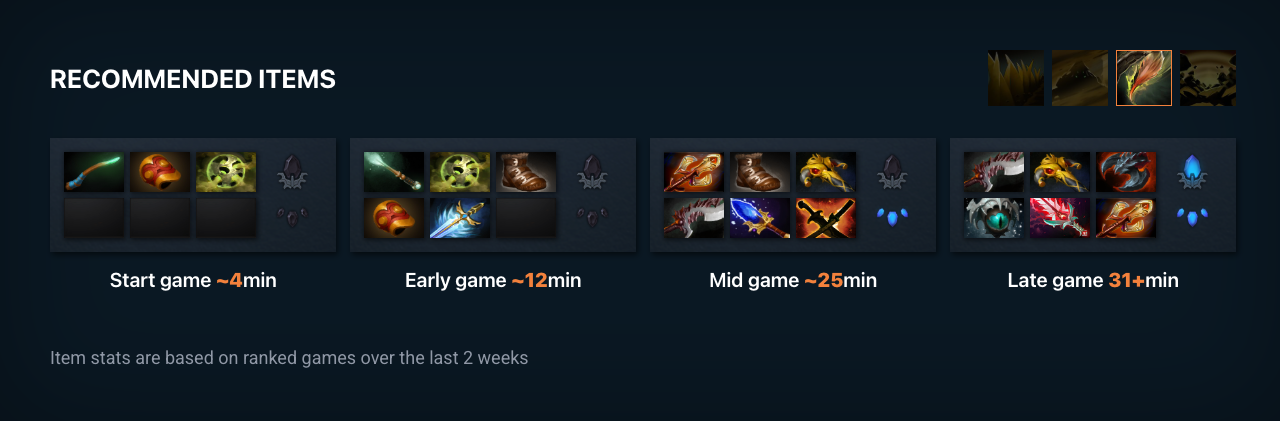 RECOMMENDED ITEMS
Start game ~4min
Early game ~12min
Mid game ~25min
Late game 31+min
Item stats are based on ranked games over the last 2 weeks